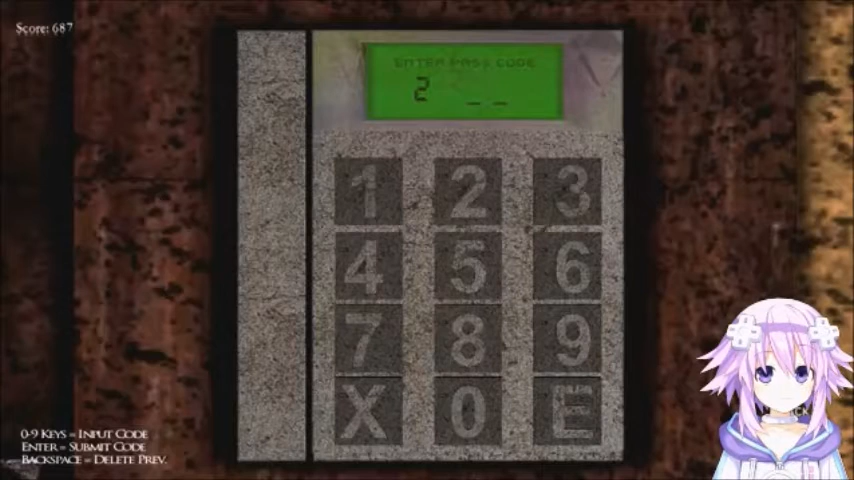 Score: 687
ENTER PASS CODE
2 _ _
1 2 3
4 5 6
7 8 9
X 0 E
0-9 Keys = Input Code
Enter = Submit Code
Backspace = Delete Prev.